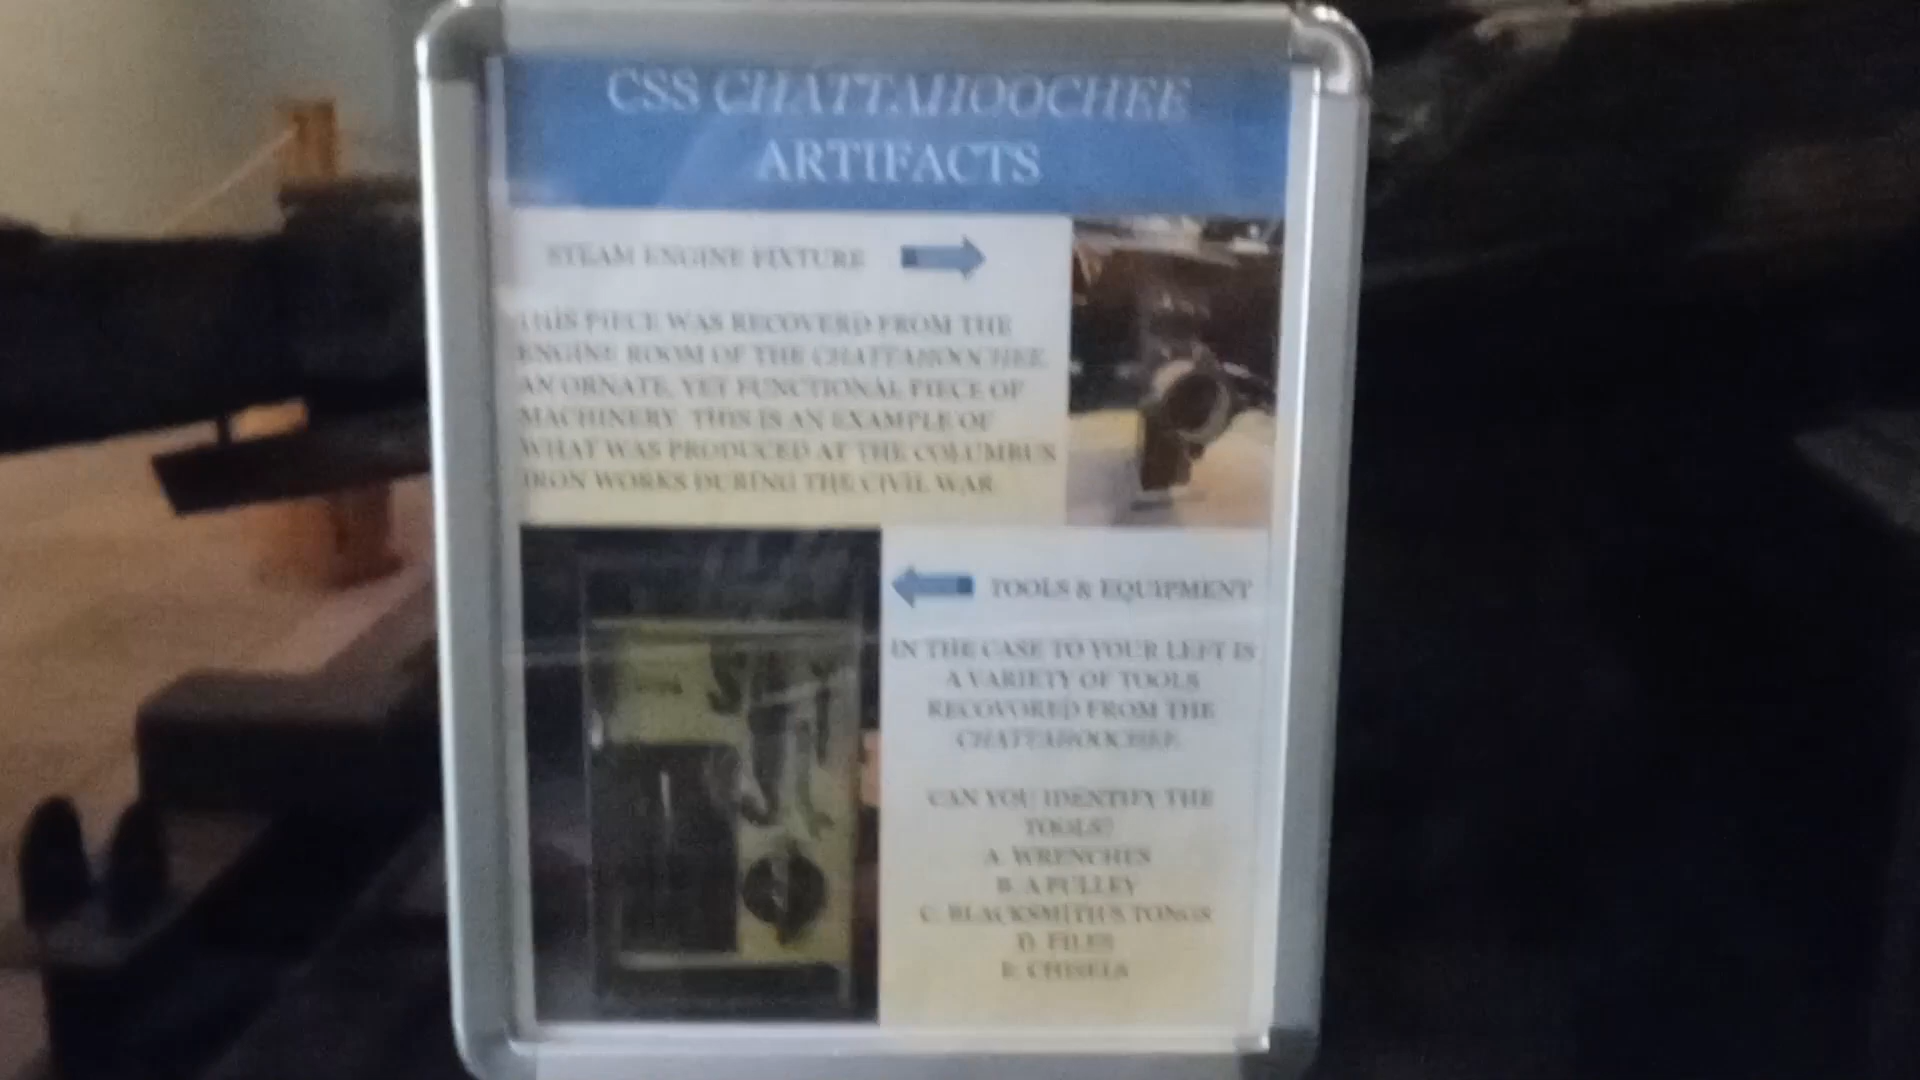 CSS CHATTAHOOCHEE
ARTIFACTS
STEAM ENGINE FIXTURE
THIS PIECE WAS RECOVERD FROM THE
ENGINE ROOM OF THE CHATTAHOOCHEE.
AN ORNATE, YET FUNCTIONAL PIECE OF
MACHINERY THIS IS AN EXAMPLE OF
WHAT WAS PRODUCED AT THE COLUMBUS
IRON WORKS DURING THE CIVIL WAR.
TOOLS & EQUIPMENT
IN THE CASE TO YOUR LEFT IS
A VARIETY OF TOOLS
RECOVORED FROM THE
CHATTAHOOCHEE.
CAN YOU IDENTIFY THE
TOOLS?
A. WRENCHES
B. A PULLEY
C. BLACKSMITH'S TONGS
D. FILES
E. CHISELS